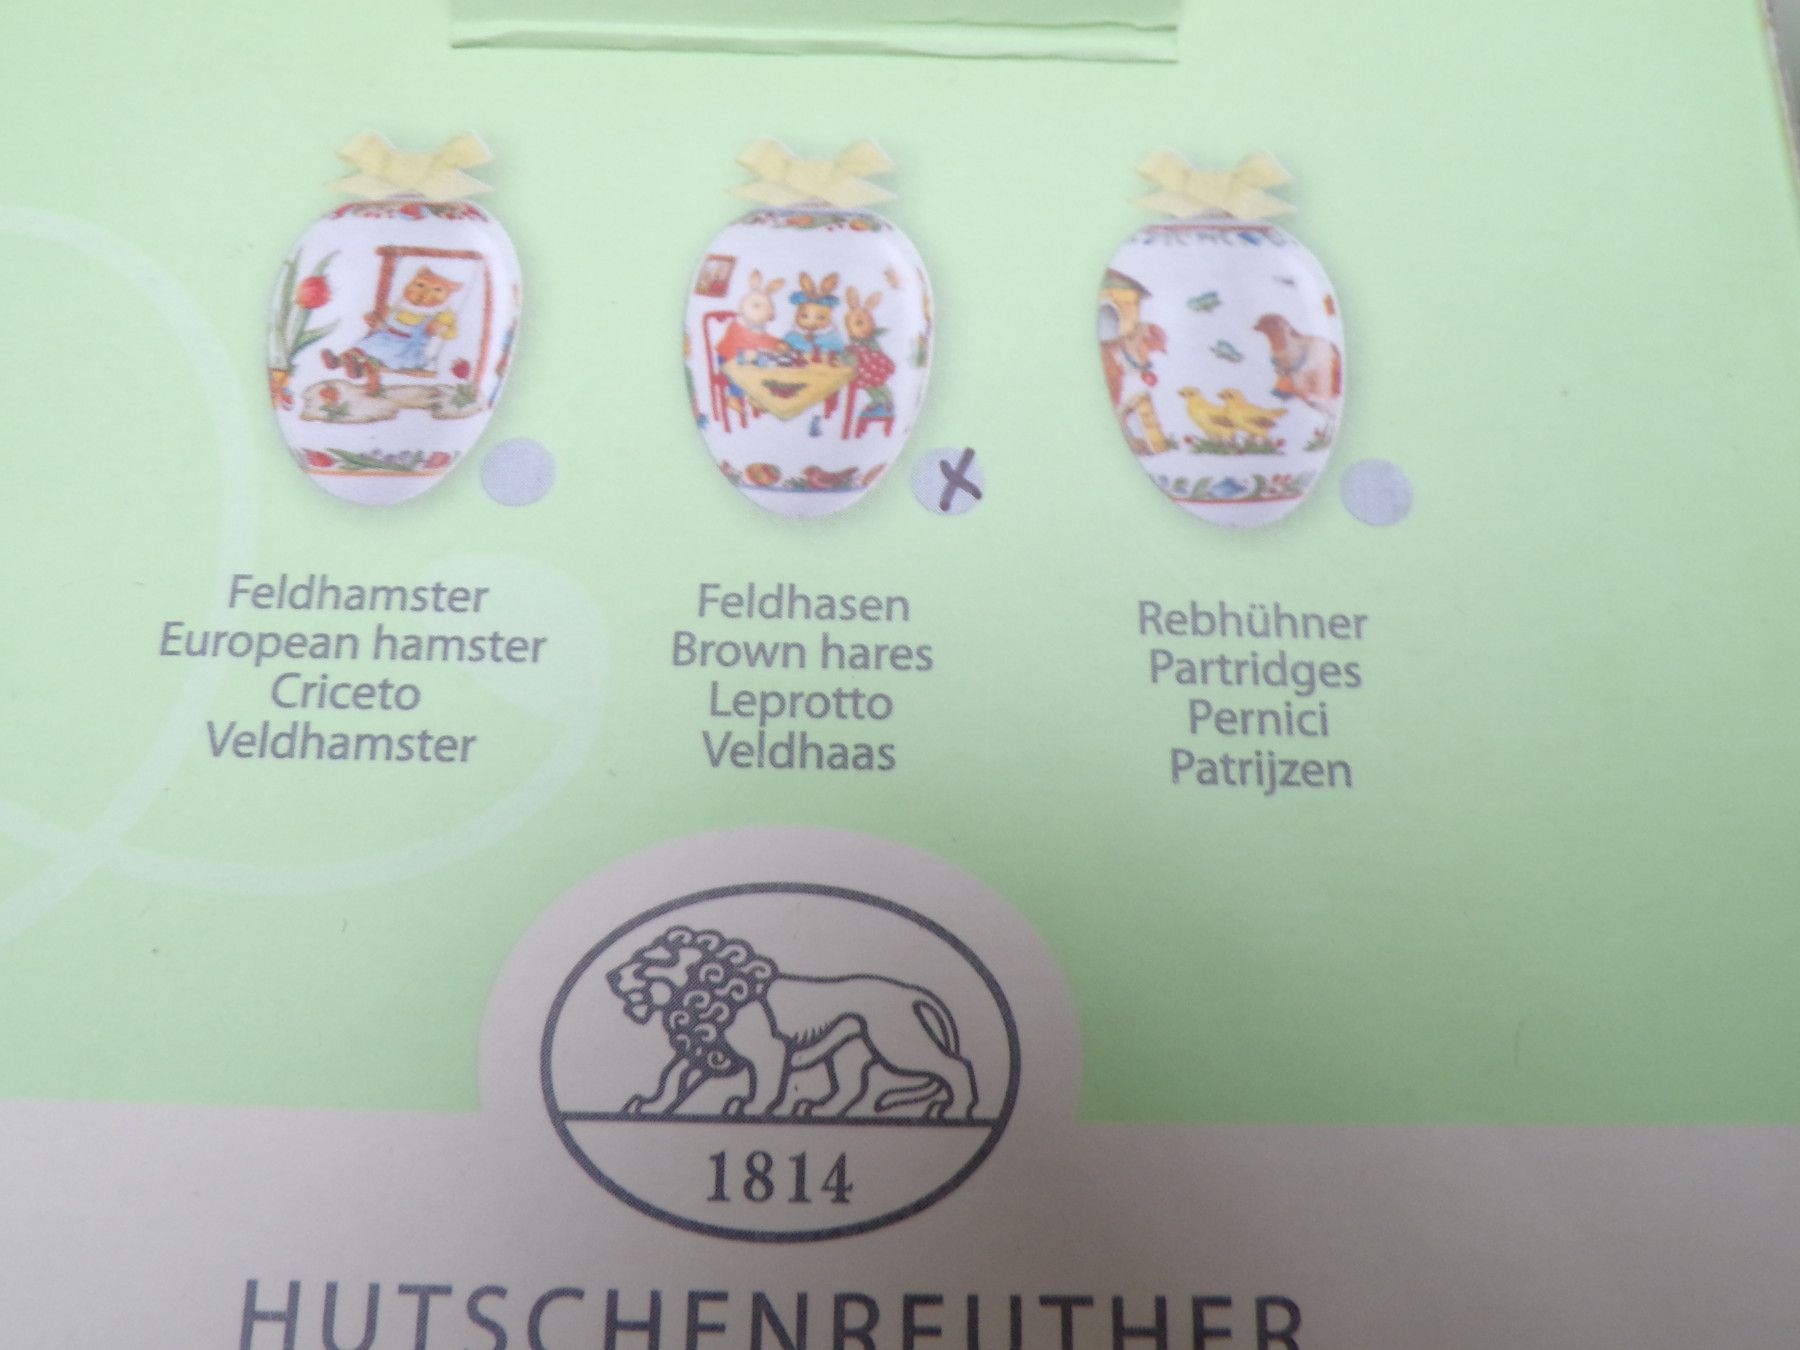 Feldhamster
European hamster
Criceto
Veldhamster
Feldhasen
Brown hares
Leprotto
Veldhaas
Rebhühner
Partridges
Pernici
Patrijzen
1814
HUTSCHENREUTHER